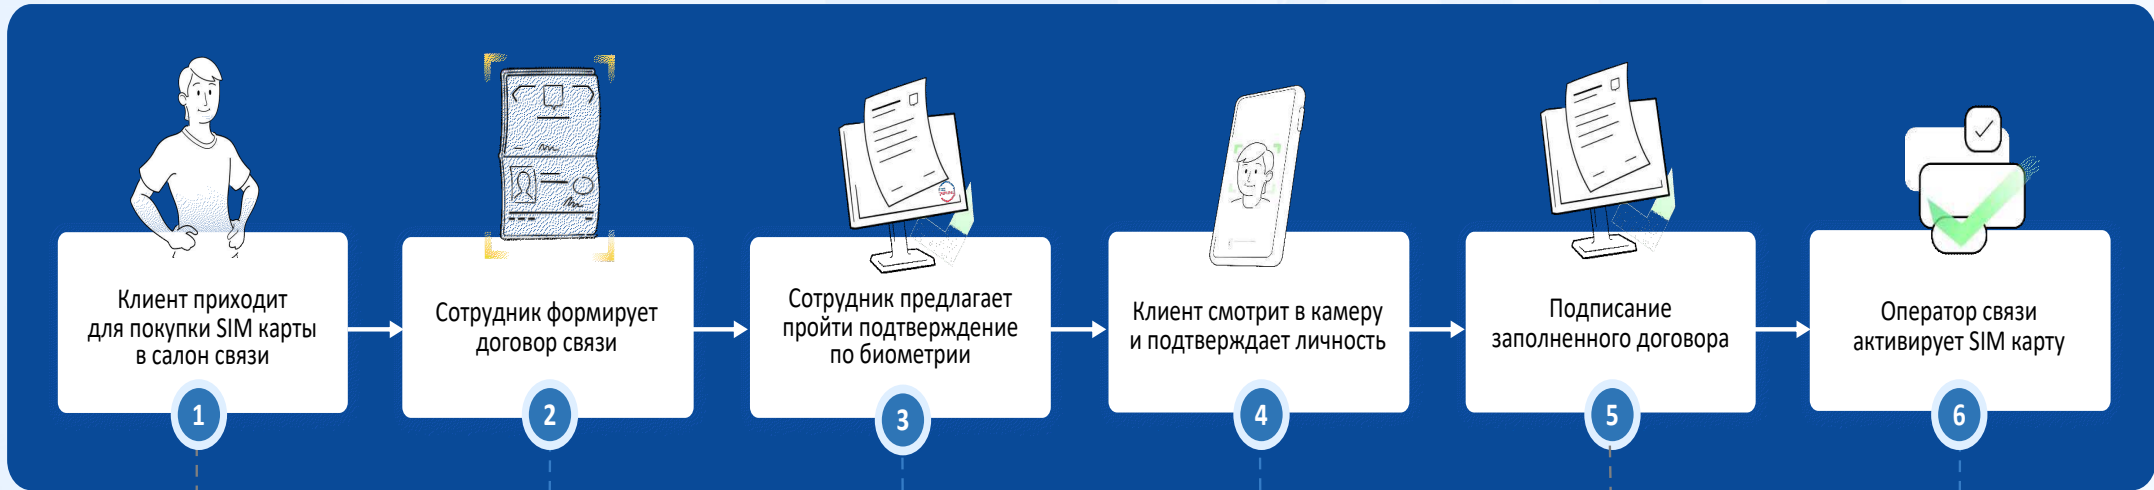 Клиент приходит
для покупки SIM карты
в салон связи
1
Сотрудник формирует
договор связи
2
Сотрудник предлагает
пройти подтверждение
по биометрии
3
Клиент смотрит в камеру
и подтверждает личность
4
Подписание
заполненного договора
5
Оператор связи
активирует SIM карту
6